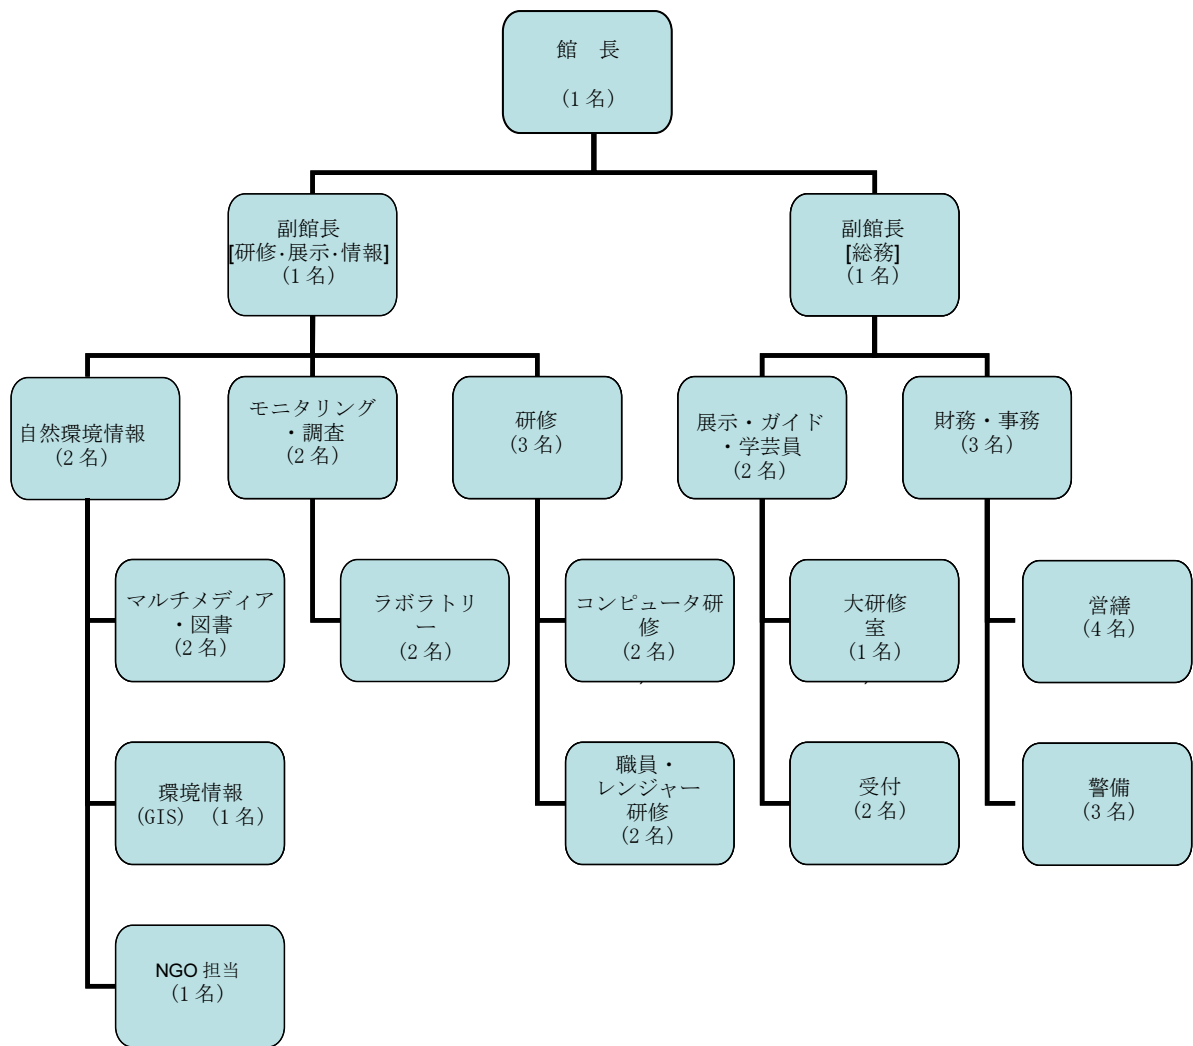 館　長
(1 名)
副館長
[研修･展示･情報]
(1 名)
副館長
[総務]
(1 名)
自然環境情報
(2 名)
モニタリング
・調査
(2 名)
研修
(3 名)
展示・ガイド
・学芸員
(2 名)
財務・事務
(3 名)
マルチメディア
・図書
(2 名)
ラボラトリ
ー
(2 名)
コンピュータ研
修
(2 名)
大研修
室
(1 名)
営繕
(4 名)
環境情報
(GIS)　(1 名)
職員・
レンジャー
研修
(2 名)
受付
(2 名)
警備
(3 名)
NGO 担当
(1 名)